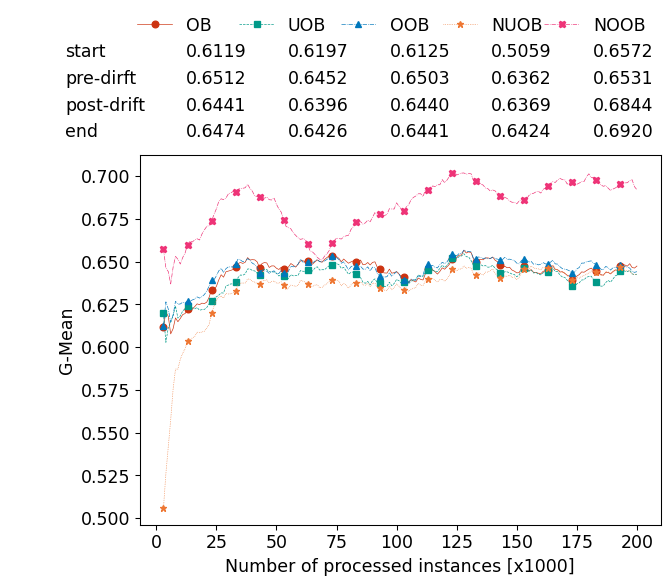 OB UOB OOB NUOB NOOB
start 0.6119 0.6197 0.6125 0.5059 0.6572
pre-dirft 0.6512 0.6452 0.6503 0.6362 0.6531
post-drift 0.6441 0.6396 0.6440 0.6369 0.6844
end 0.6474 0.6426 0.6441 0.6424 0.6920
0.700
0.675
0.650
0.625
0.600
0.575
0.550
0.525
0.500
G-Mean
0 25 50 75 100 125 150 175 200
Number of processed instances [x1000]